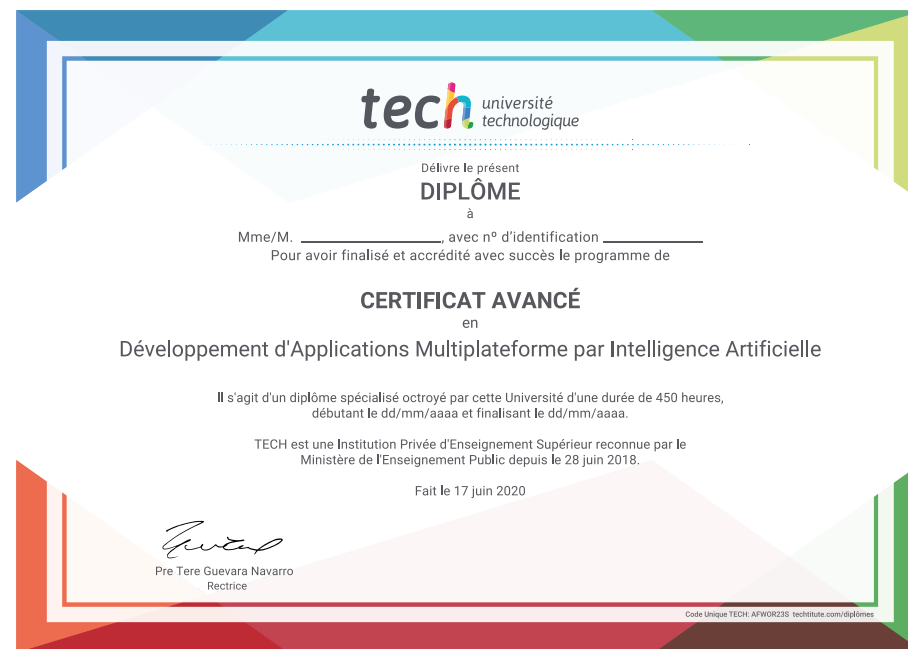 tech université
technologique
Délivre le présent
DIPLÔME
à
Mme/M. ____________________, avec nº d'identification ______________
Pour avoir finalisé et accrédité avec succès le programme de
CERTIFICAT AVANCÉ
en
Développement d'Applications Multiplateforme par Intelligence Artificielle
Il s'agit d'un diplôme spécialisé octroyé par cette Université d'une durée de 450 heures,
débutant le dd/mm/aaaa et finalisant le dd/mm/aaaa.
TECH est une Institution Privée d'Enseignement Supérieur reconnue par le
Ministère de l'Enseignement Public depuis le 28 juin 2018.
Fait le 17 juin 2020
Pre Tere Guevara Navarro
Rectrice
Code Unique TECH: AFWOR23S techtitute.com/diplômes